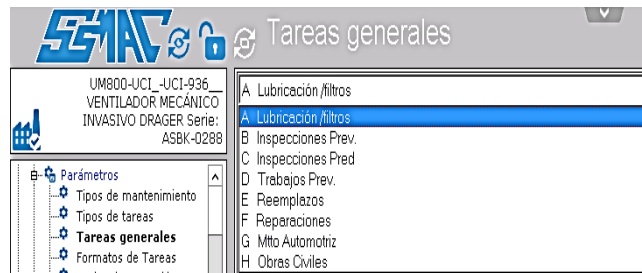 SGMAC
Tareas generales
UM800-UCI_-UCI-936__
VENTILADOR MECÁNICO
INVASIVO DRAGER Serie:
ASBK-0288
Parámetros
Tipos de mantenimiento
Tipos de tareas
Tareas generales
Formatos de Tareas
A Lubricación /filtros
A Lubricación /filtros
B Inspecciones Prev.
C Inspecciones Pred
D Trabajos Prev.
E Reemplazos
F Reparaciones
G Mtto Automotriz
H Obras Civiles